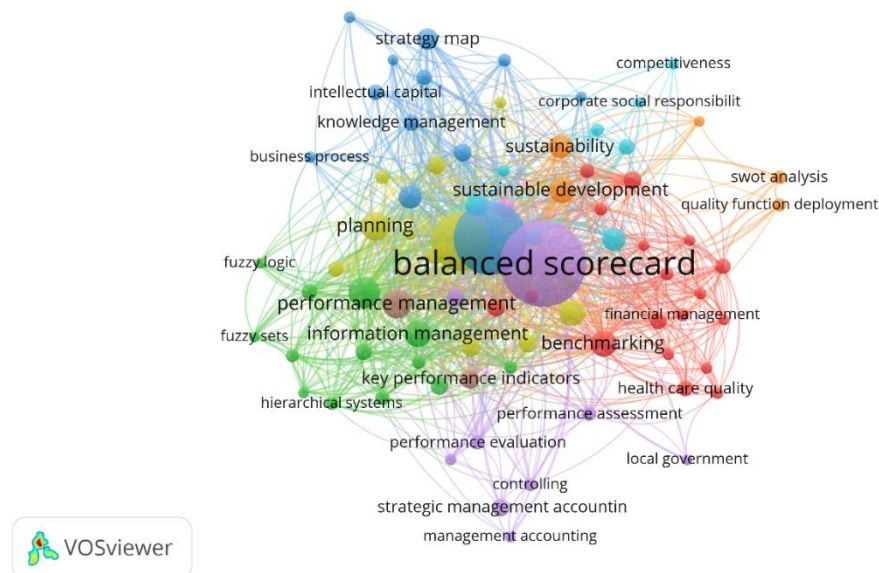 strategy map
competitiveness
intellectual capital
corporate social responsibilit
knowledge management
sustainability
business process
swot analysis
sustainable development
quality function deployment
planning
fuzzy logic
balanced scorecard
performance management
financial management
fuzzy sets
information management
benchmarking
key performance indicators
health care quality
hierarchical systems
performance assessment
performance evaluation
local government
controlling
strategic management accountin
management accounting
VOSviewer